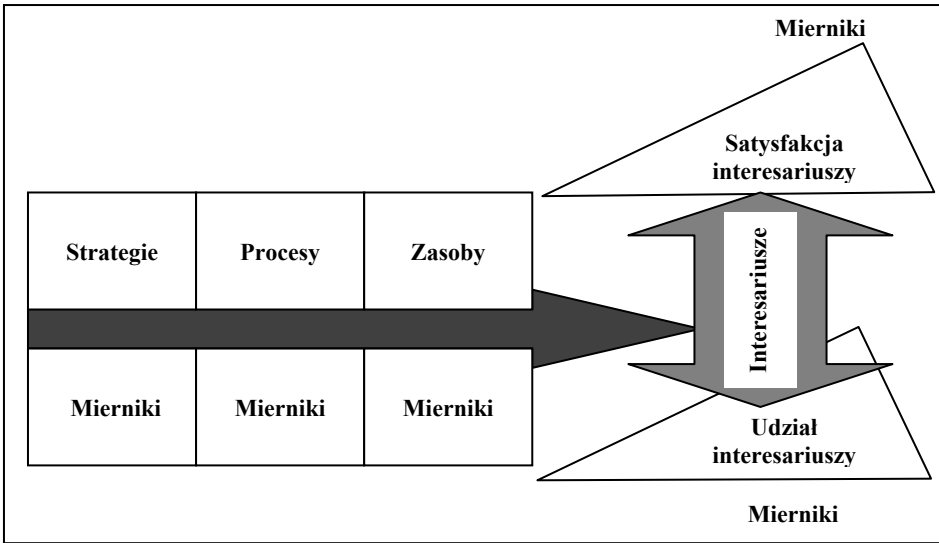 Mierniki
Satysfakcja
interesariuszy
Strategie
Procesy
Zasoby
Interesariusze
Mierniki
Mierniki
Mierniki
Udział
interesariuszy
Mierniki